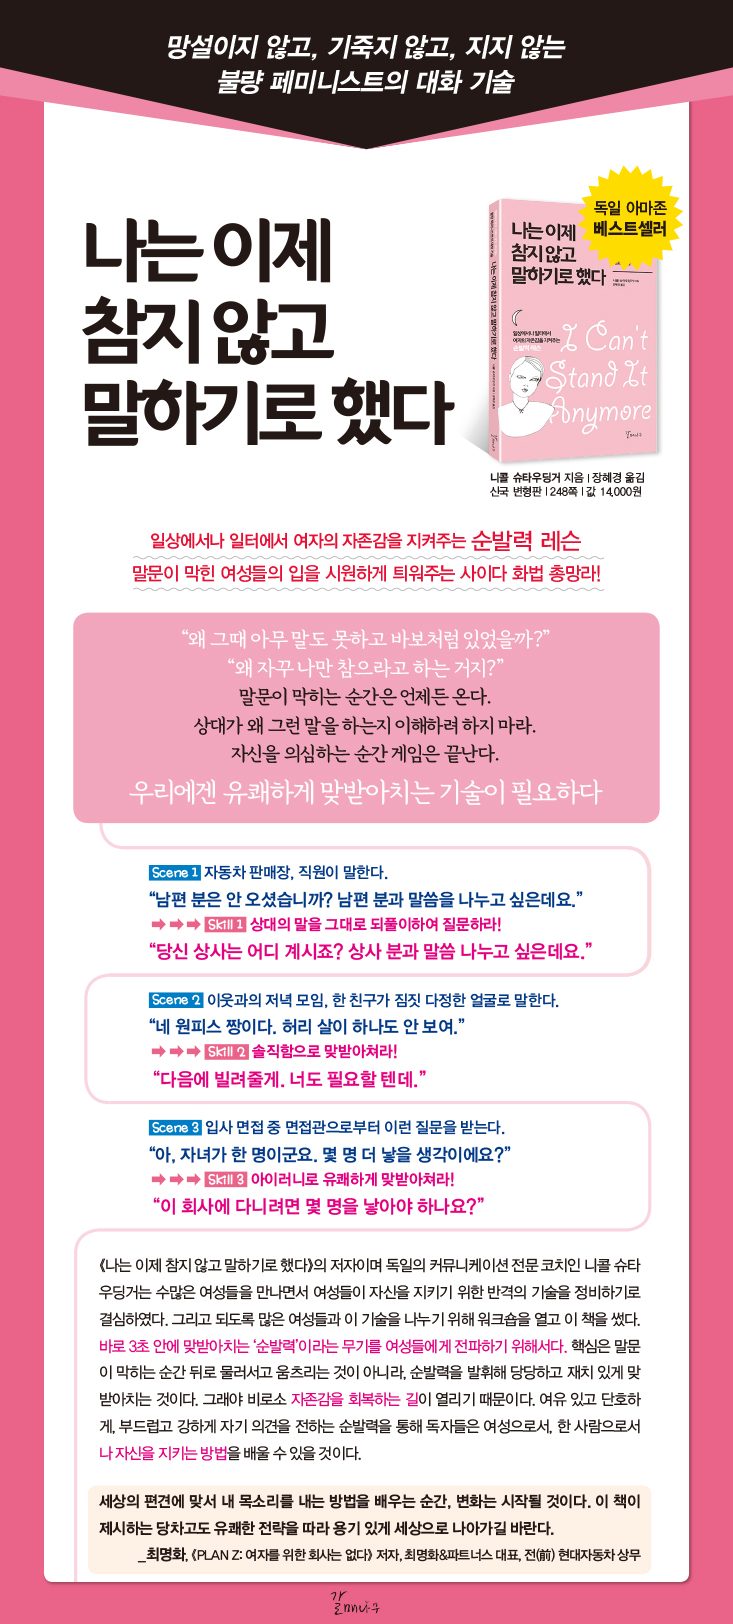 망설이지 않고, 기죽지 않고, 지지 않는
불량 페미니스트의 대화 기술
나는 이제
참지 않고
말하기로 했다
독일 아마존
베스트셀러
나는 이제
참지 않고
말하기로 했다
나는 이제 참지 않고 말하기로 했다
일상에서나 일터에서
여자의 자존감을 지켜주는
순발력 레슨
I Can't
Stand It
Anymore
갈매나무
니콜 슈타우딩거 지음 | 장혜경 옮김
신국 변형판 | 248쪽 | 값 14,000원
일상에서나 일터에서 여자의 자존감을 지켜주는 순발력 레슨
말문이 막힌 여성들의 입을 시원하게 틔워주는 사이다 화법 총망라!
“왜 그때 아무 말도 못하고 바보처럼 있었을까?”
“왜 자꾸 나만 참으라고 하는 거지?”
말문이 막히는 순간은 언제든 온다.
상대가 왜 그런 말을 하는지 이해하려 하지 마라.
자신을 의심하는 순간 게임은 끝난다.
우리에겐 유쾌하게 맞받아치는 기술이 필요하다
Scene 1 자동차 판매장, 직원이 말한다.
“남편 분은 안 오셨습니까? 남편 분과 말씀을 나누고 싶은데요.”
➡ ➡ ➡ Skill 1 상대의 말을 그대로 되풀이하여 질문하라!
“당신 상사는 어디 계시죠? 상사 분과 말씀 나누고 싶은데요.”
Scene 2 이웃과의 저녁 모임, 한 친구가 짐짓 다정한 얼굴로 말한다.
“네 원피스 짱이다. 허리 살이 하나도 안 보여.”
➡ ➡ ➡ Skill 2 솔직함으로 맞받아쳐라!
“다음에 빌려줄게. 너도 필요할 텐데.”
Scene 3 입사 면접 중 면접관으로부터 이런 질문을 받는다.
“아, 자녀가 한 명이군요. 몇 명 더 낳을 생각이에요?”
➡ ➡ ➡ Skill 3 아이러니로 유쾌하게 맞받아쳐라!
“이 회사에 다니려면 몇 명을 낳아야 하나요?”
《나는 이제 참지 않고 말하기로 했다》의 저자이며 독일의 커뮤니케이션 전문 코치인 니콜 슈타
우딩거는 수많은 여성들을 만나면서 여성들이 자신을 지키기 위한 반격의 기술을 정비하기로
결심하였다. 그리고 되도록 많은 여성들과 이 기술을 나누기 위해 워크숍을 열고 이 책을 썼다.
바로 3초 안에 맞받아치는 ‘순발력’이라는 무기를 여성들에게 전파하기 위해서다. 핵심은 말문
이 막히는 순간 뒤로 물러서고 움츠리는 것이 아니라, 순발력을 발휘해 당당하고 재치 있게 맞
받아치는 것이다. 그래야 비로소 자존감을 회복하는 길이 열리기 때문이다. 여유 있고 단호하
게, 부드럽고 강하게 자기 의견을 전하는 순발력을 통해 독자들은 여성으로서, 한 사람으로서
나 자신을 지키는 방법을 배울 수 있을 것이다.
세상의 편견에 맞서 내 목소리를 내는 방법을 배우는 순간, 변화는 시작될 것이다. 이 책이
제시하는 당차고도 유쾌한 전략을 따라 용기 있게 세상으로 나아가길 바란다.
_최명화, 《PLAN Z: 여자를 위한 회사는 없다》 저자, 최명화&파트너스 대표, 전(前) 현대자동차 상무
갈매나무